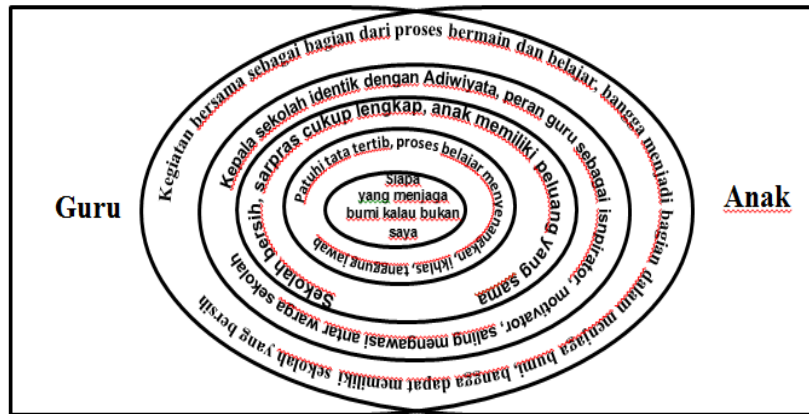 Kegiatan bersama sebagai bagian dari proses bermain dan belajar, bangga menjadi bagian dalam menjaga bumi, bangga dapat memiliki sekolah yang bersih
Kepala sekolah identik dengan Adiwiyata, peran guru sebagai isnpirator, motivator, saling mengawasi antar warga sekolah
Sekolah bersih, sarpras cukup lengkap, anak memiliki peluang yang sama
Patuhi tata tertib, proses belajar menyenangkan, ikhlas, tanggung jawab
Siapa
yang menjaga
bumi kalau bukan
saya
Guru
Anak